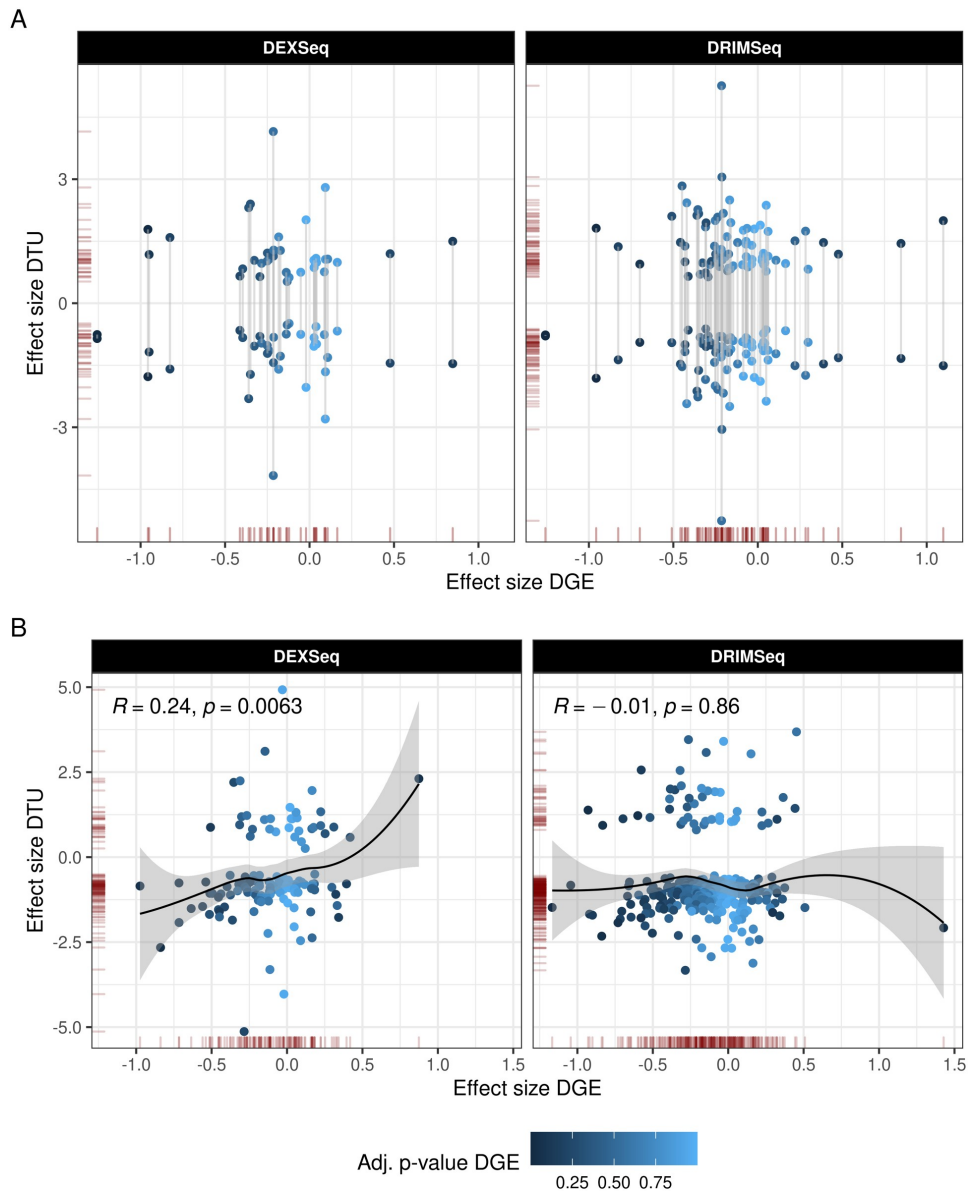 A
DEXSeq
DRIMSeq
Effect size DTU
3
0
-3
-1.0
-0.5
0.0
0.5
1.0
-1.0
-0.5
0.0
0.5
1.0
Effect size DGE
B
DEXSeq
DRIMSeq
Effect size DTU
5.0
2.5
0.0
-2.5
-5.0
R = 0.24, p = 0.0063
R = − 0.01, p = 0.86
-1.0
-0.5
0.0
0.5
1.0
1.5
-1.0
-0.5
0.0
0.5
1.0
1.5
Effect size DGE
Adj. p-value DGE
0.25
0.50
0.75